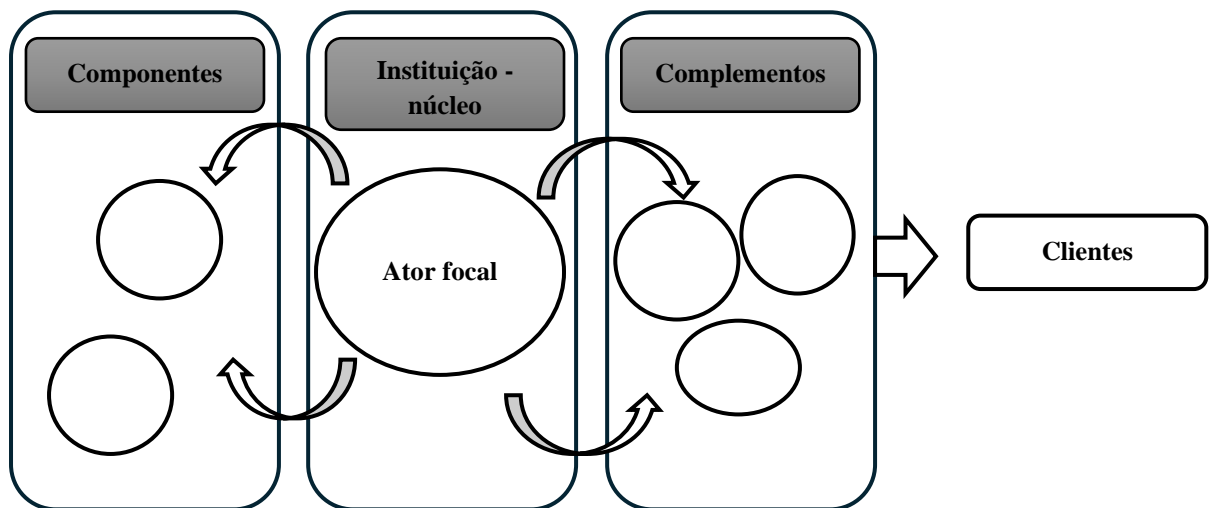 Componentes
Instituição -
núcleo
Complementos
Ator focal
Clientes